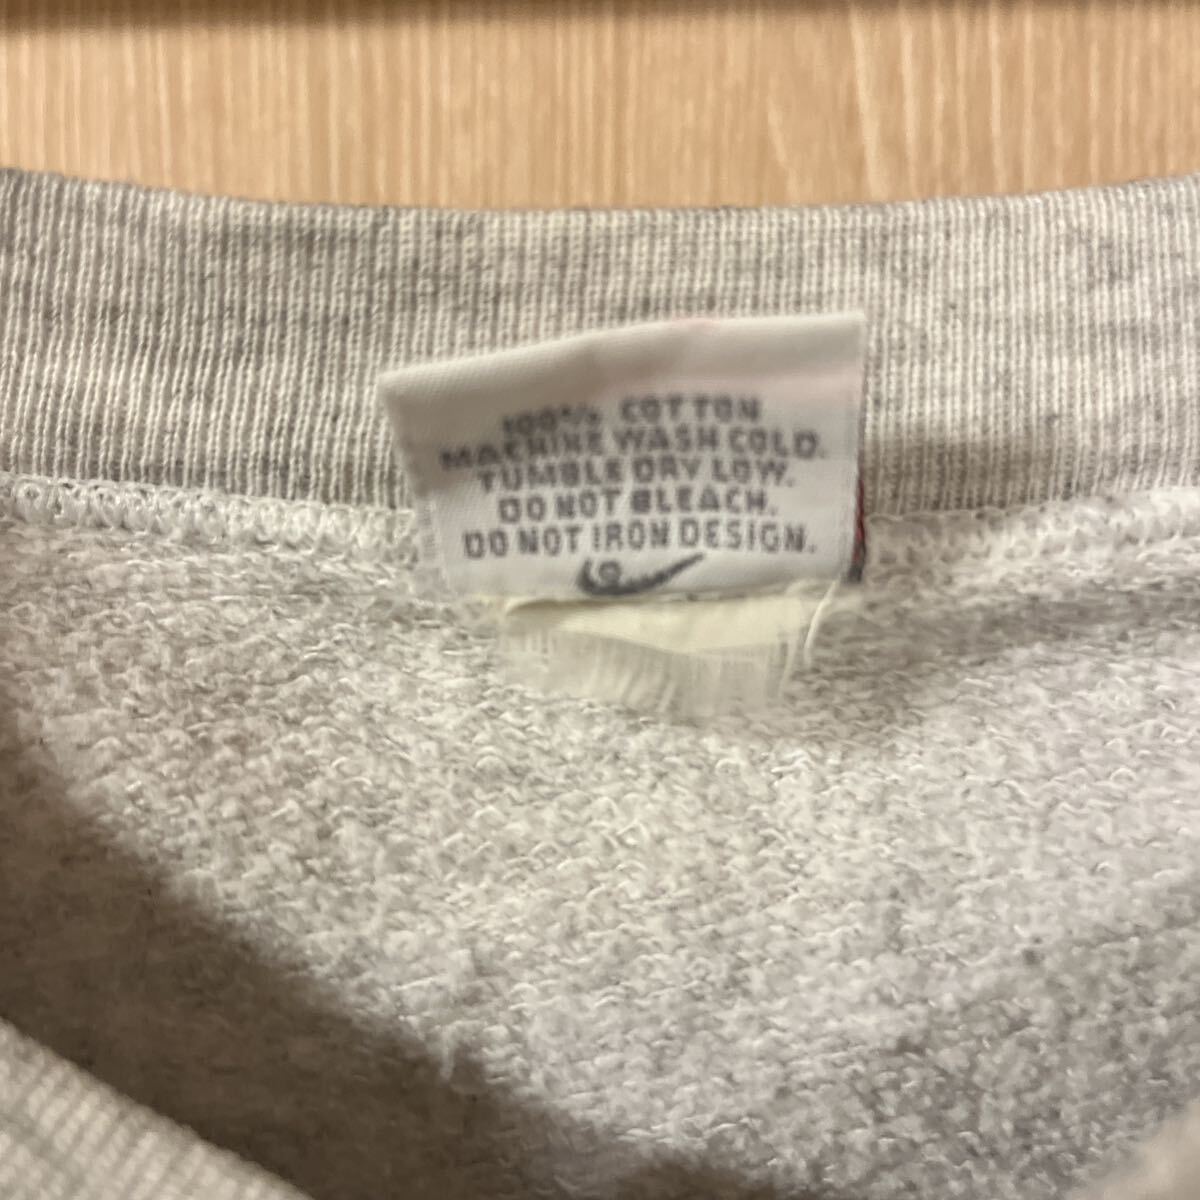 100% COTTON
MACHINE WASH COLD.
TUMBLE DRY LOW.
DO NOT BLEACH.
DO NOT IRON DESIGN.